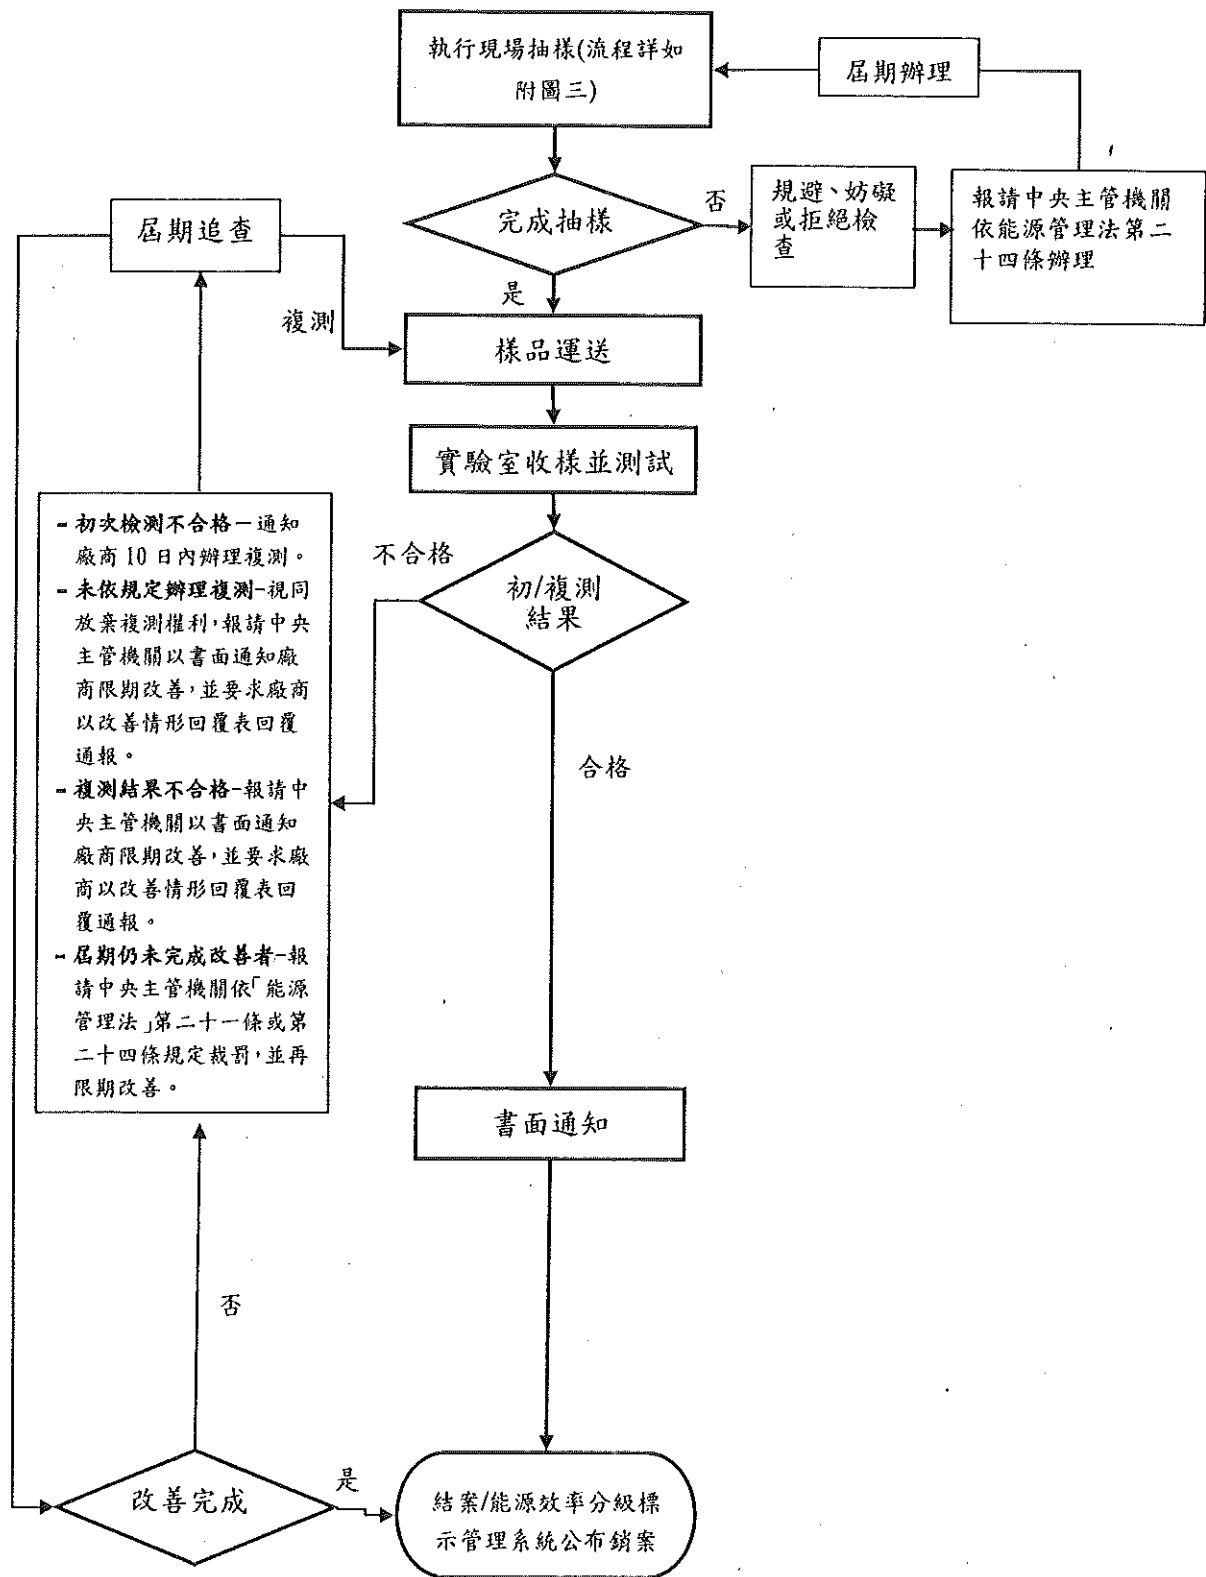 執行現場抽樣(流程詳如
附圖三)
屆期辦理
完成抽樣
否
規避、妨礙
或拒絕檢
查
報請中央主管機關
依能源管理法第二
十四條辦理
屆期追查
是
複測
樣品運送
實驗室收樣並測試
- 初次檢測不合格－通知
廠商 10 日內辦理複測。
- 未依規定辦理複測-視同
放棄複測權利，報請中央
主管機關以書面通知廠
商限期改善，並要求廠商
以改善情形回覆表回覆
通報。
- 複測結果不合格-報請中
央主管機關以書面通知
廠商限期改善，並要求廠
商以改善情形回覆表回
覆通報。
- 屆期仍未完成改善者-報
請中央主管機關依「能源
管理法」第二十一條或第
二十四條規定裁罰，並再
限期改善。
不合格
初/複測
結果
合格
書面通知
否
改善完成
是
結案/能源效率分級標
示管理系統公布銷案